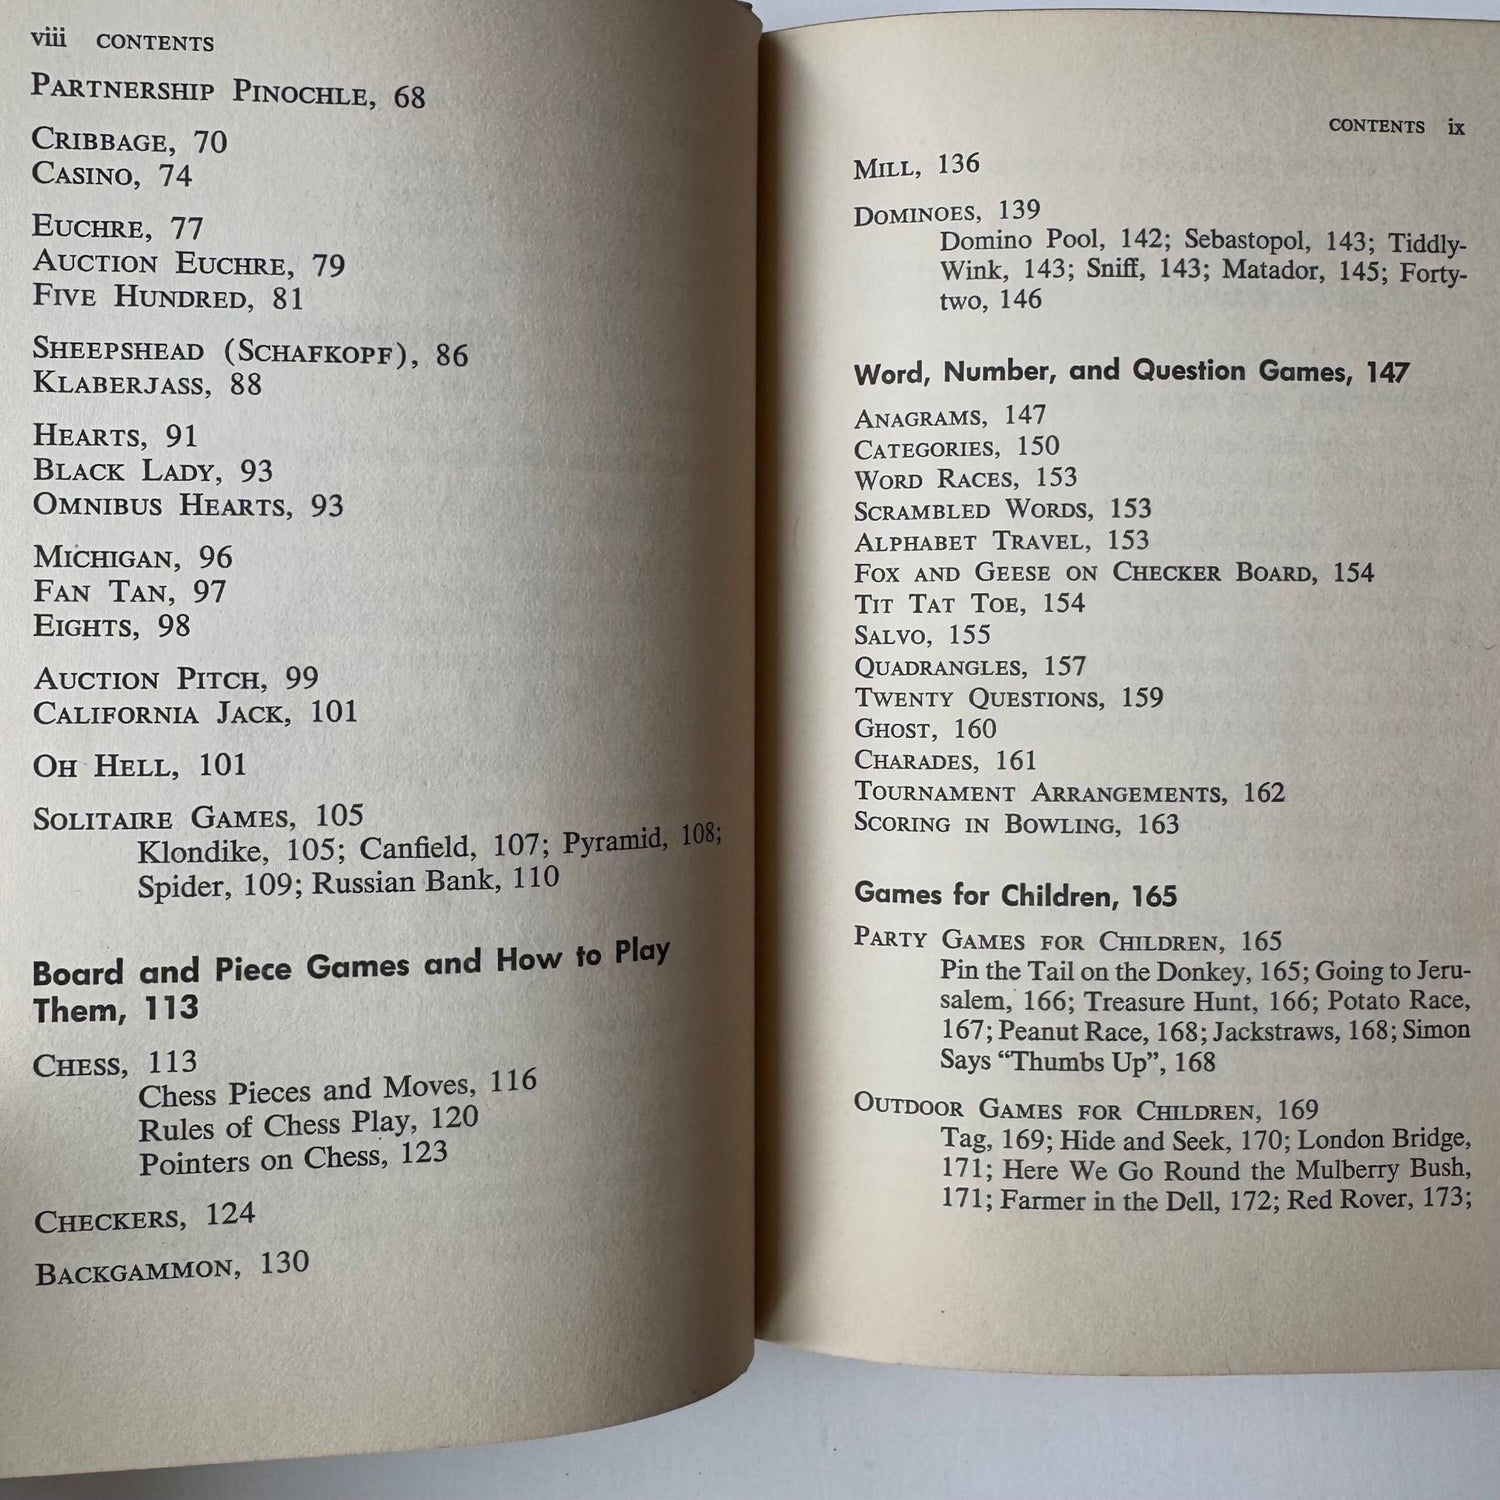 viii CONTENTS
PARTNERSHIP PINOCHLE, 68
CRIBBAGE, 70
CASINO, 74
EUCHRE, 77
AUCTION EUCHRE, 79
FIVE HUNDRED, 81
SHEEPSHEAD (SCHAFKOPF), 86
KLABERJASS, 88
HEARTS, 91
BLACK LADY, 93
OMNIBUS HEARTS, 93
MICHIGAN, 96
FAN TAN, 97
EIGHTS, 98
AUCTION PITCH, 99
CALIFORNIA JACK, 101
OH HELL, 101
SOLITAIRE GAMES, 105
Klondike, 105; Canfield, 107; Pyramid, 108;
Spider, 109; Russian Bank, 110
Board and Piece Games and How to Play
Them, 113
CHESS, 113
Chess Pieces and Moves, 116
Rules of Chess Play, 120
Pointers on Chess, 123
CHECKERS, 124
BACKGAMMON, 130
CONTENTS ix
MILL, 136
DOMINOES, 139
Domino Pool, 142; Sebastopol, 143; Tiddly-
Wink, 143; Sniff, 143; Matador, 145; Forty-
two, 146
Word, Number, and Question Games, 147
ANAGRAMS, 147
CATEGORIES, 150
WORD RACES, 153
SCRAMBLED WORDS, 153
ALPHABET TRAVEL, 153
FOX AND GEESE ON CHECKER BOARD, 154
TIT TAT TOE, 154
SALVO, 155
QUADRANGLES, 157
TWENTY QUESTIONS, 159
GHOST, 160
CHARADES, 161
TOURNAMENT ARRANGEMENTS, 162
SCORING IN BOWLING, 163
Games for Children, 165
PARTY GAMES FOR CHILDREN, 165
Pin the Tail on the Donkey, 165; Going to Jeru-
salem, 166; Treasure Hunt, 166; Potato Race,
167; Peanut Race, 168; Jackstraws, 168; Simon
Says “Thumbs Up”, 168
OUTDOOR GAMES FOR CHILDREN, 169
Tag, 169; Hide and Seek, 170; London Bridge,
171; Here We Go Round the Mulberry Bush,
171; Farmer in the Dell, 172; Red Rover, 173;